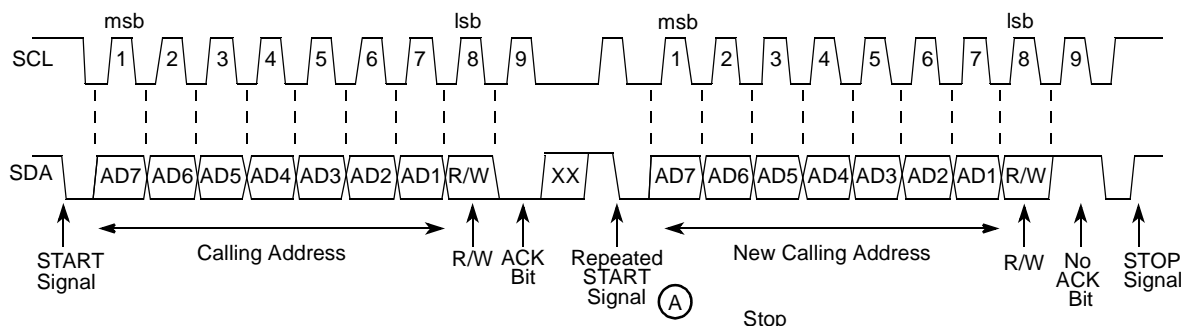 msb lsb msb lsb
SCL 1 2 3 4 5 6 7 8 9 1 2 3 4 5 6 7 8 9
SDA AD7 AD6 AD5 AD4 AD3 AD2 AD1 R/W XX AD7 AD6 AD5 AD4 AD3 AD2 AD1 R/W
START
Signal
Calling Address
R/W
ACK
Bit
Repeated
START
Signal
A
New Calling Address
R/W
No
ACK
Bit
STOP
Signal
Stop